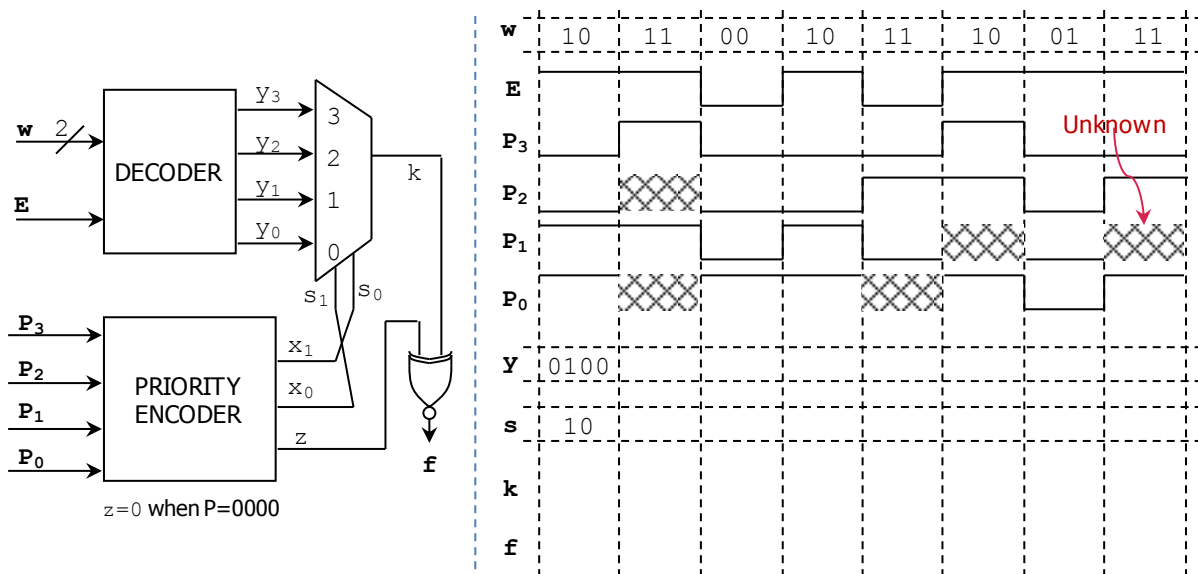 w 2
E
DECODER
y3
y2
y1
y0
3
2
1
0
k
s1 s0
P3
P2
P1
P0
PRIORITY
ENCODER
x1
x0
z
f
z=0 when P=0000
w 10 11 00 10 11 10 01 11
E
P3
Unknown
P2
P1
P0
y 0100
s 10
k
f